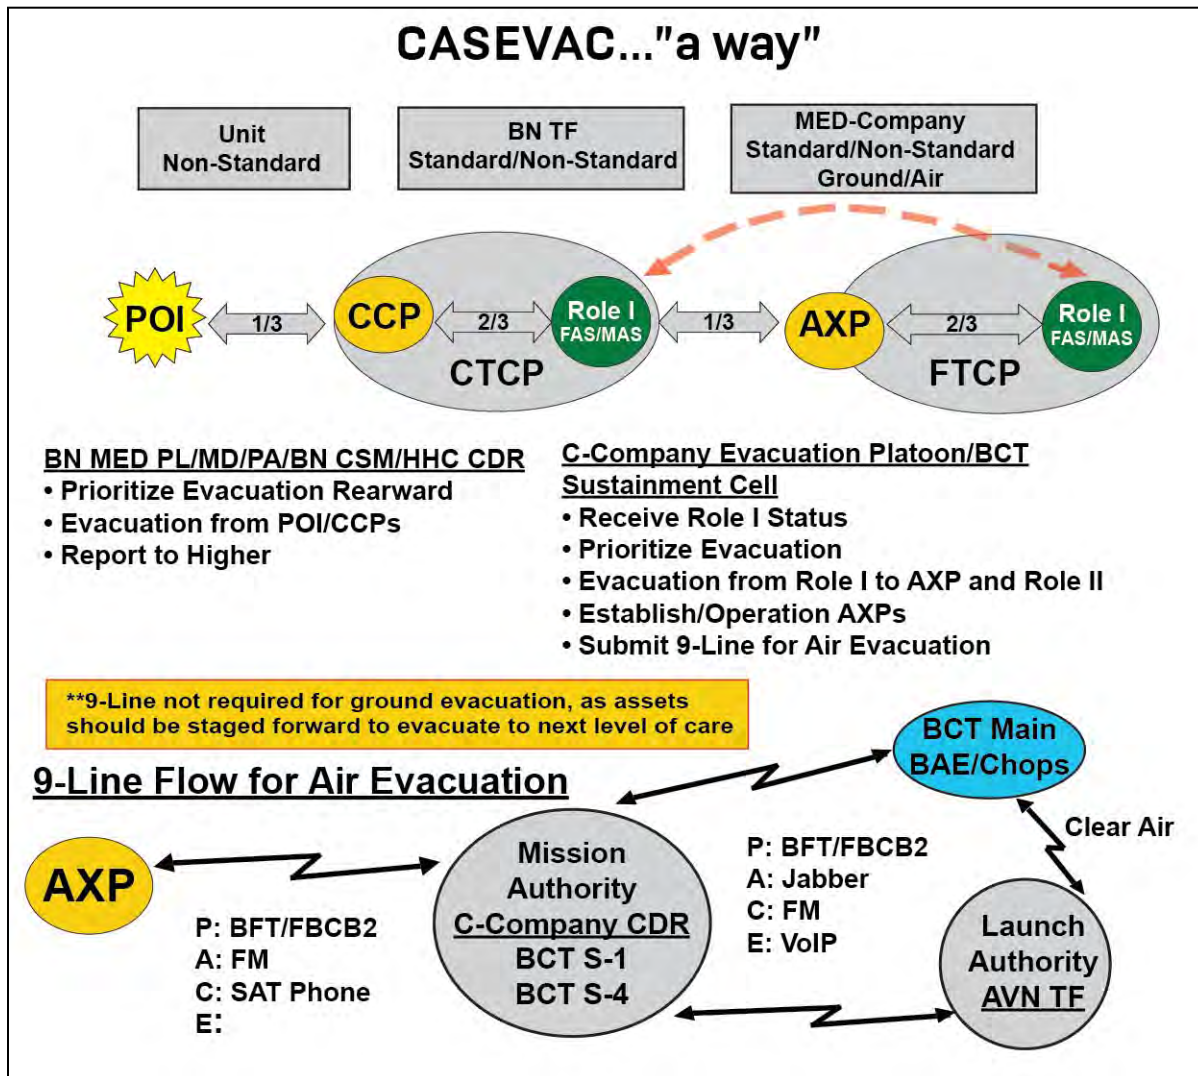 CASEVAC..."a way"
Unit
Non-Standard
BN TF
Standard/Non-Standard
MED-Company
Standard/Non-Standard
Ground/Air
POI
1/3
CCP
2/3
Role I
FAS/MAS
CTCP
1/3
AXP
2/3
Role I
FAS/MAS
FTCP
BN MED PL/MD/PA/BN CSM/HHC CDR
• Prioritize Evacuation Rearward
• Evacuation from POI/CCPs
• Report to Higher
C-Company Evacuation Platoon/BCT
Sustainment Cell
• Receive Role I Status
• Prioritize Evacuation
• Evacuation from Role I to AXP and Role II
• Establish/Operation AXPs
• Submit 9-Line for Air Evacuation
**9-Line not required for ground evacuation, as assets
should be staged forward to evacuate to next level of care
9-Line Flow for Air Evacuation
AXP
P: BFT/FBCB2
A: FM
C: SAT Phone
E:
Mission
Authority
C-Company CDR
BCT S-1
BCT S-4
P: BFT/FBCB2
A: Jabber
C: FM
E: VoIP
BCT Main
BAE/Chops
Clear Air
Launch
Authority
AVN TF